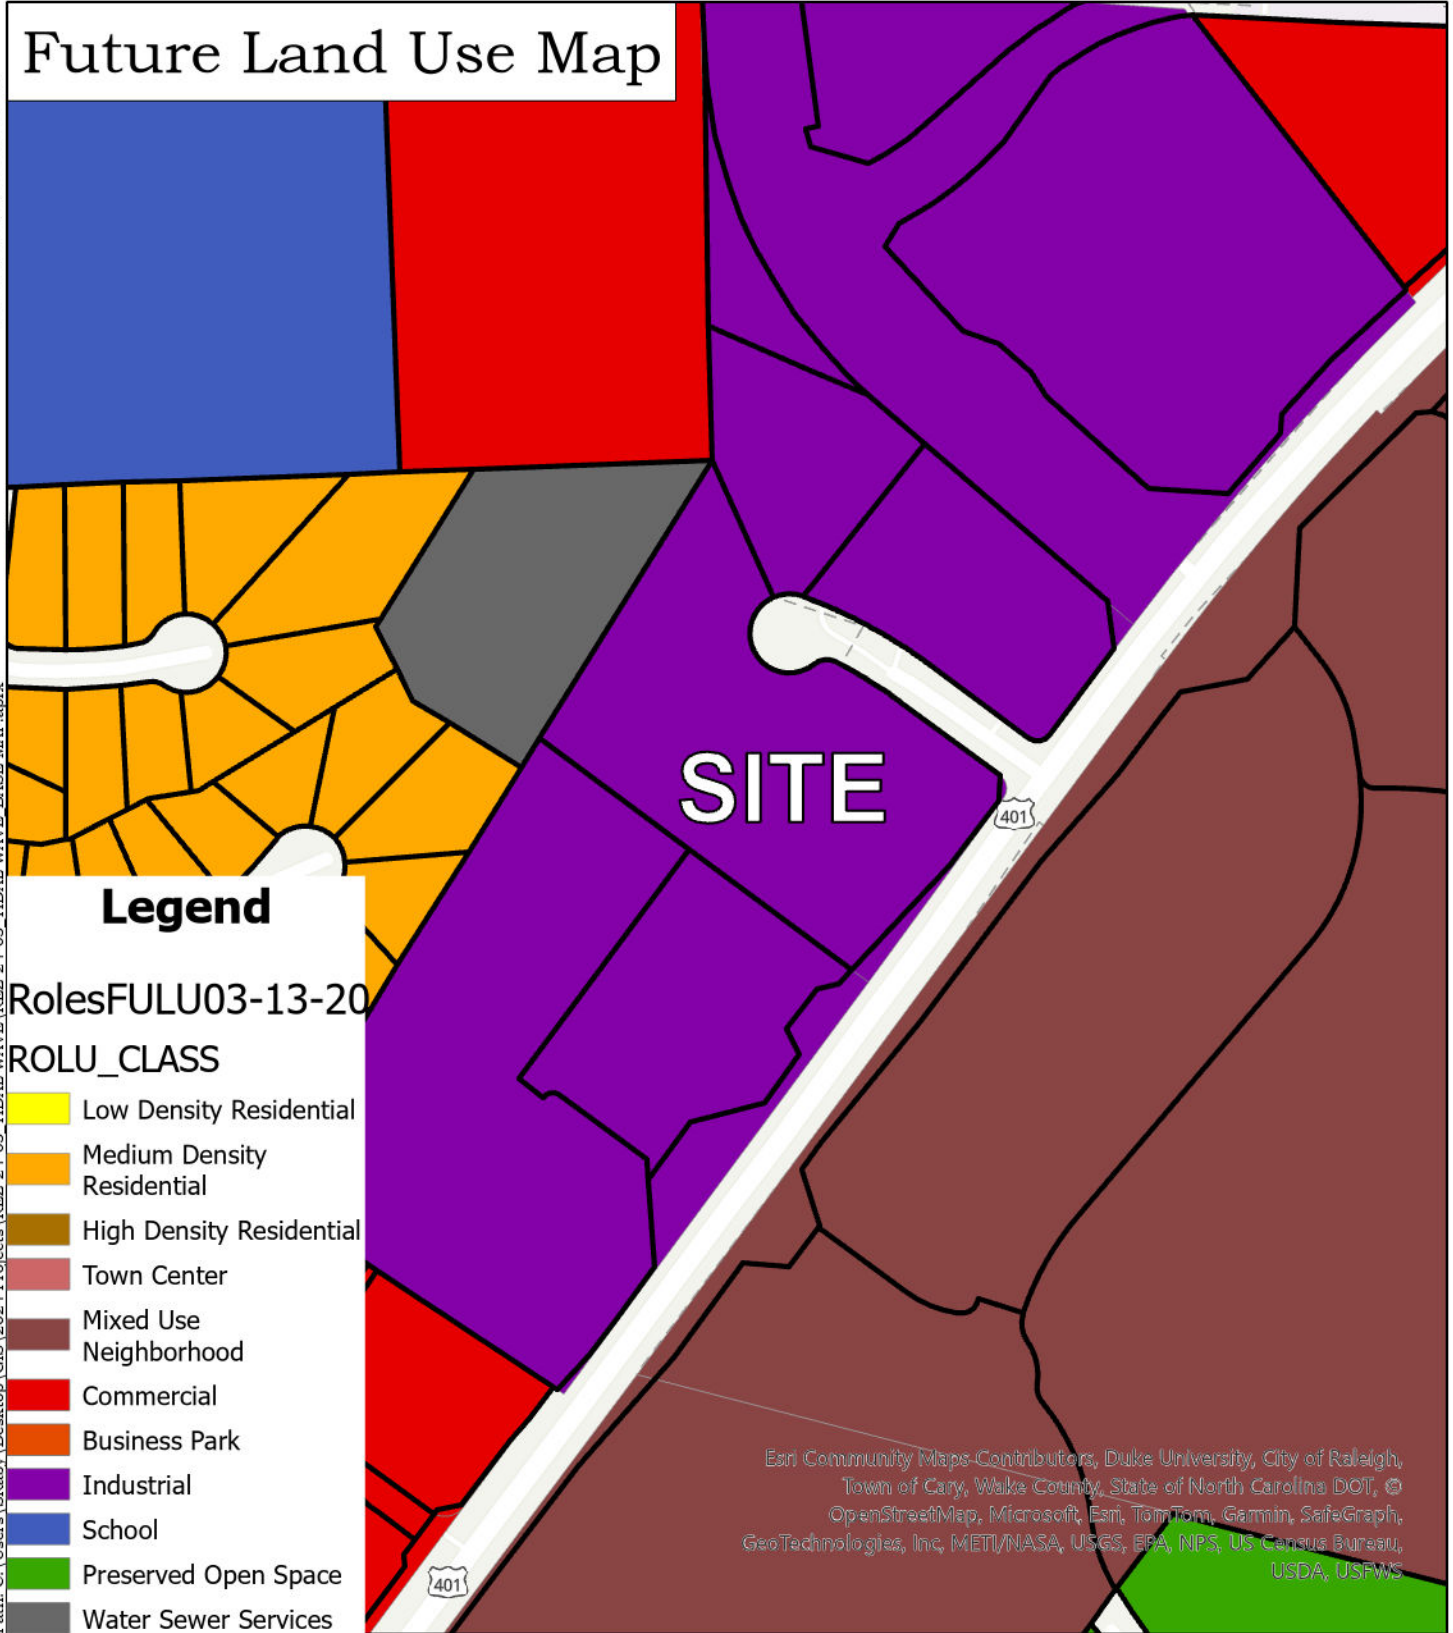 Future Land Use Map
SITE
401
Legend
RolesFULU03-13-20
ROLU_CLASS
Low Density Residential
Medium Density
Residential
High Density Residential
Town Center
Mixed Use
Neighborhood
Commercial
Business Park
Industrial
School
Preserved Open Space
Water Sewer Services
401
Esri Community Maps Contributors, Duke University, City of Raleigh,
Town of Cary, Wake County, State of North Carolina DOT, ©
OpenStreetMap, Microsoft, Esri, TomTom, Garmin, SafeGraph,
GeoTechnologies, Inc, METI/NASA, USGS, EPA, NPS, US Census Bureau,
USDA, USFWS